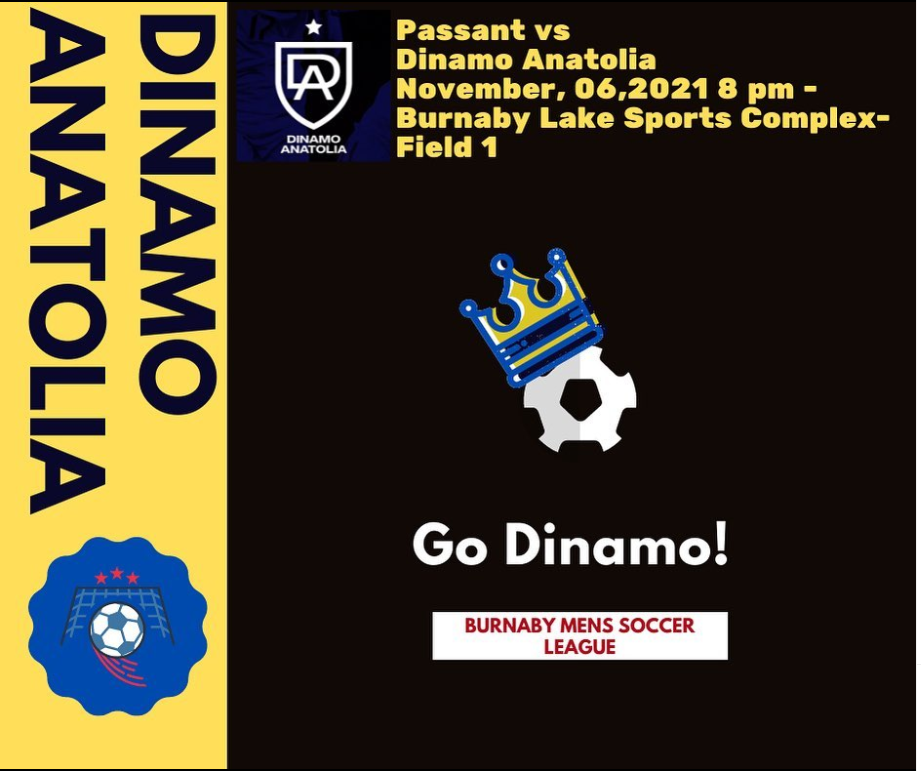 DINAMO
ANATOLIA
DA
DINAMO
ANATOLIA
Passant vs
Dinamo Anatolia
November, 06,2021 8 pm -
Burnaby Lake Sports Complex-
Field 1
Go Dinamo!
BURNABY MENS SOCCER
LEAGUE